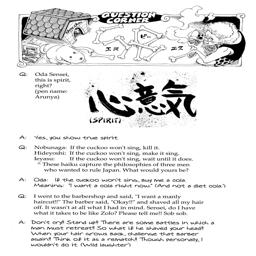 QUESTION CORNER
Q: Oda Sensei,
this is spirit,
right?
(pen name:
Arunya)
心意気
(SPIRIT)
A: Yes, you show true spirit.
Q: Nobunaga: If the cuckoo won't sing, kill it.
Hideyoshi: If the cuckoo won't sing, make it sing.
Ieyasu: If the cuckoo won't sing, wait until it does.
" These haiku capture the philosophies of three men
who wanted to rule Japan. What would yours be?
A: Oda: "If the cuckoo won't sing, buy me a cola."
Meaning: "I want a cola right now." (And not a diet cola.)
Q: I went to the barbershop and said, "I want a manly
haircut!!" The barber said, "Okay!!" and shaved all my hair
off. It wasn't at all what I had in mind. Sensei, do I have
what it takes to be like Zolo? Please tell me! Sob sob.
A: Don't cry! Stand up! There are some battles in which a
man must retreat! So what if he shaved your head!
When your hair grows back, challenge that barber
again! Think of it as a rematch! Though personally, I
wouldn't do it. (Wild laughter)